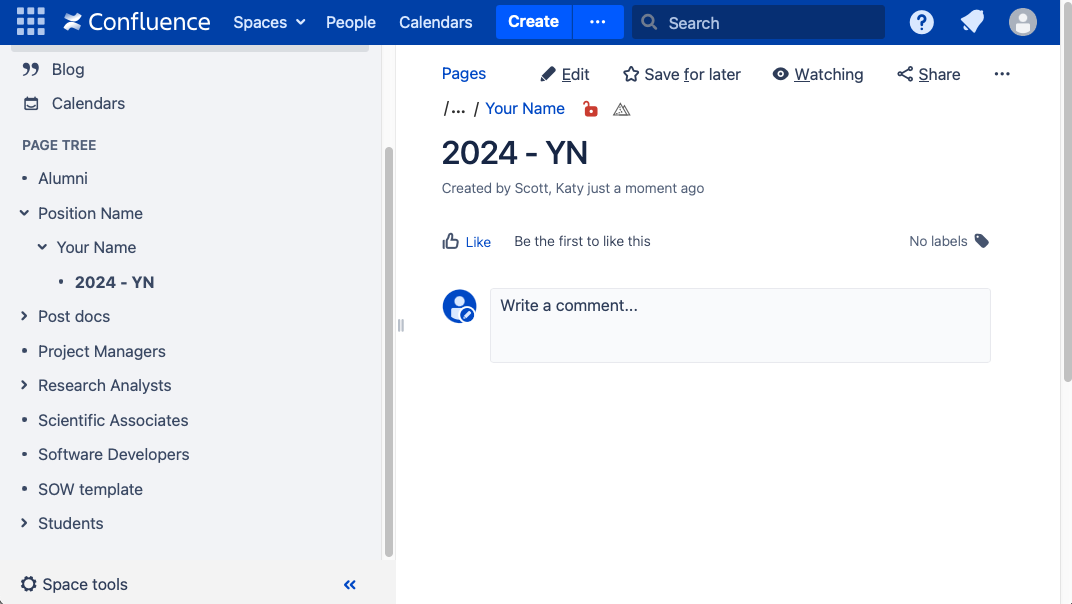 Confluence Spaces People Calendars Create ... Search
Blog
Calendars
PAGE TREE
Alumni
Position Name
Your Name
2024 - YN
Post docs
Project Managers
Research Analysts
Scientific Associates
Software Developers
SOW template
Students
Space tools
Pages Edit Save for later Watching Share ...
/... / Your Name
2024 - YN
Created by Scott, Katy just a moment ago
Like Be the first to like this No labels
Write a comment...